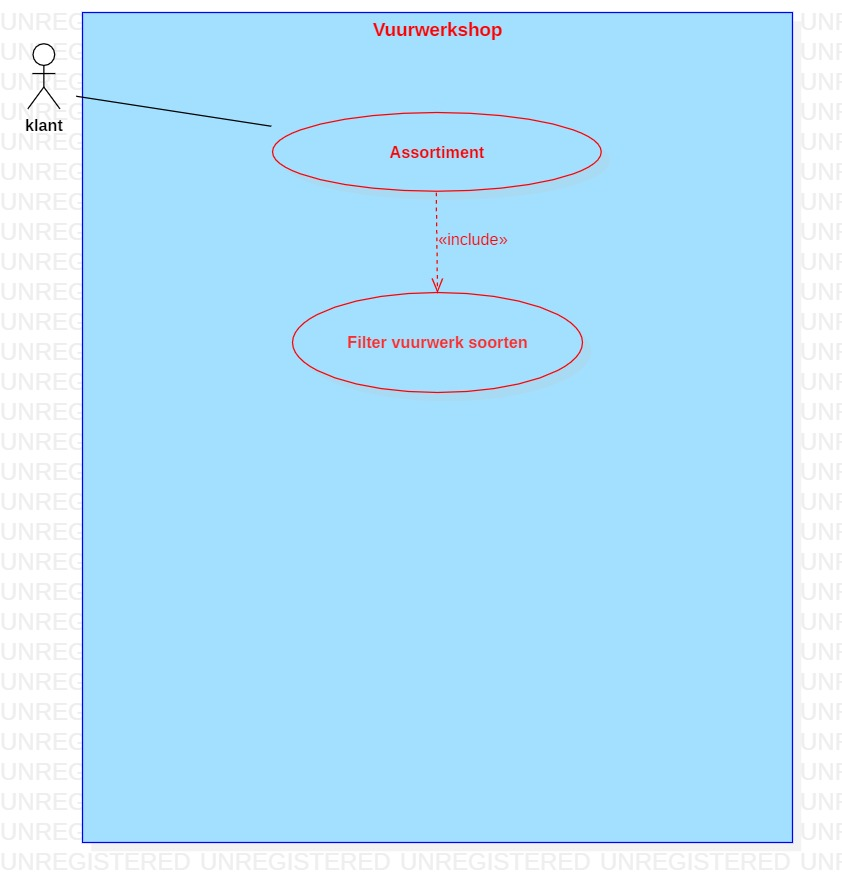 Vuurwerkshop
klant
Assortiment
«include»
Filter vuurwerk soorten
UNREGISTERED UNREGISTERED UNREGISTERED UNREGISTERED